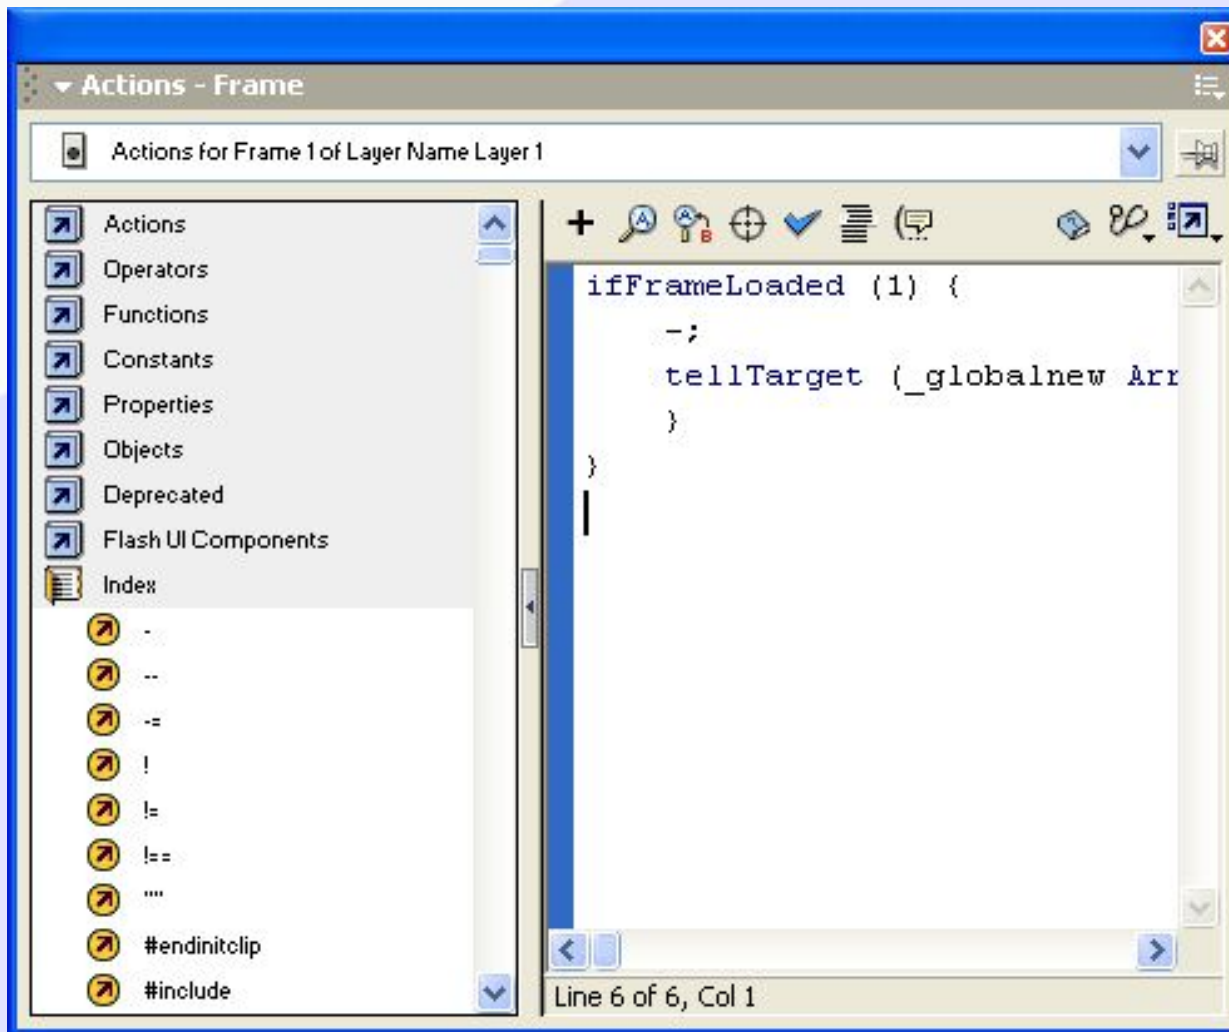 Actions - Frame
Actions for Frame 1 of Layer Name Layer 1
Actions
Operators
Functions
Constants
Properties
Objects
Deprecated
Flash UI Components
Index
-
--
-=
!
!=
!==
""
#endinitclip
#include
ifFrameLoaded (1) {
-;
tellTarget (_globalnew Arr
}
}
Line 6 of 6, Col 1